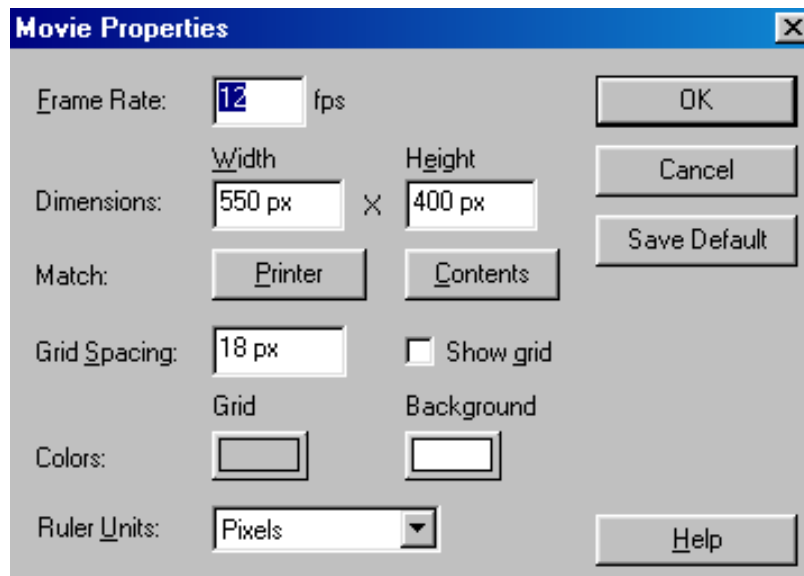 Movie Properties
Frame Rate: 12 fps OK
Width Height
Cancel
Dimensions: 550 px × 400 px
Save Default
Match: Printer Contents
Grid Spacing: 18 px Show grid
Grid Background
Colors:
Ruler Units: Pixels Help